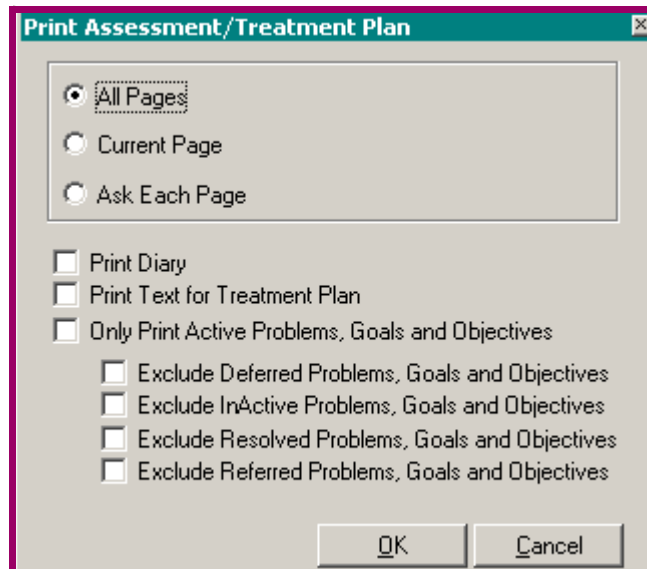 Print Assessment/Treatment Plan
All Pages
Current Page
Ask Each Page
Print Diary
Print Text for Treatment Plan
Only Print Active Problems, Goals and Objectives
Exclude Deferred Problems, Goals and Objectives
Exclude InActive Problems, Goals and Objectives
Exclude Resolved Problems, Goals and Objectives
Exclude Referred Problems, Goals and Objectives
OK Cancel